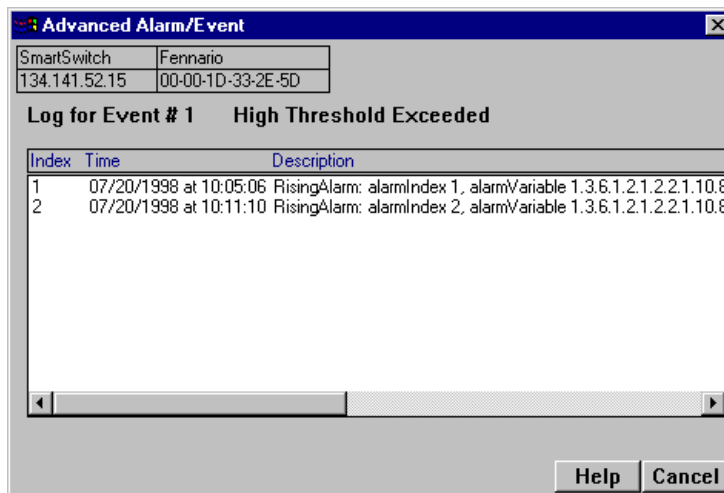 Advanced Alarm/Event
SmartSwitch Fennario
134.141.52.15 00-00-1D-33-2E-5D
Log for Event # 1 High Threshold Exceeded
Index Time Description
1 07/20/1998 at 10:05:06 RisingAlarm: alarmIndex 1, alarmVariable 1.3.6.1.2.1.2.2.1.10.8
2 07/20/1998 at 10:11:10 RisingAlarm: alarmIndex 2, alarmVariable 1.3.6.1.2.1.2.2.1.10.8
Help Cancel